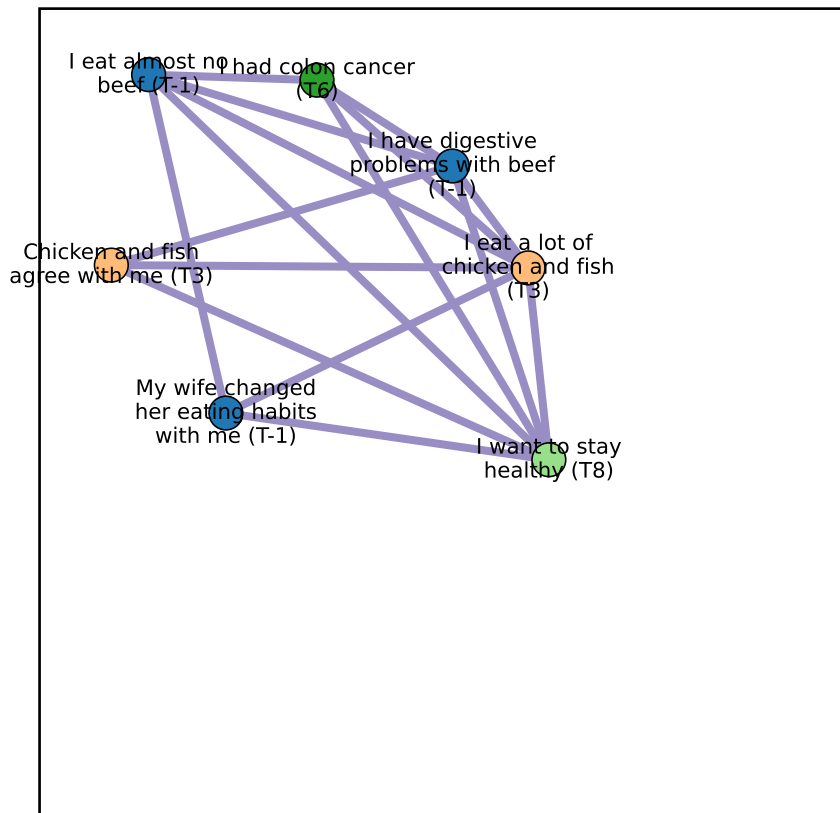 I eat almost no
beef (T-1)
I had colon cancer
(T6)
I have digestive
problems with beef
(T-1)
I eat a lot of
chicken and fish
(T3)
Chicken and fish
agree with me (T3)
My wife changed
her eating habits
with me (T-1)
I want to stay
healthy (T8)